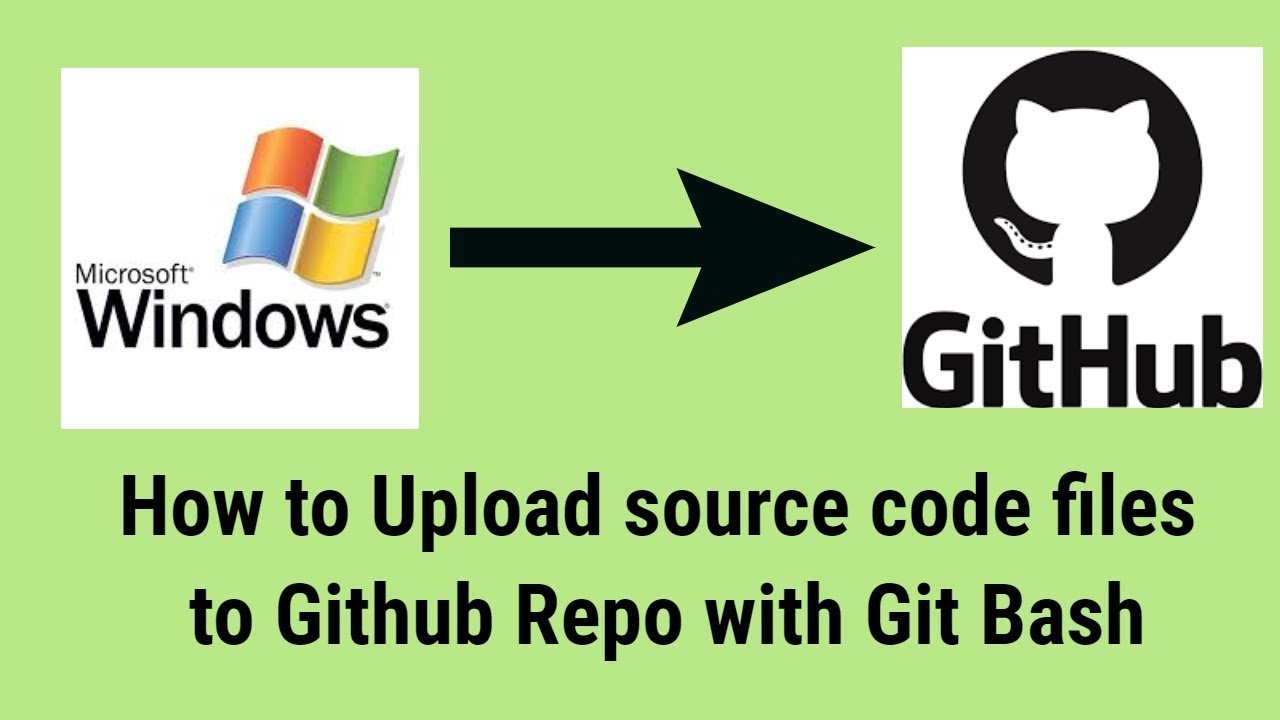 Microsoft®
Windows®
GitHub
How to Upload source code files
to Github Repo with Git Bash